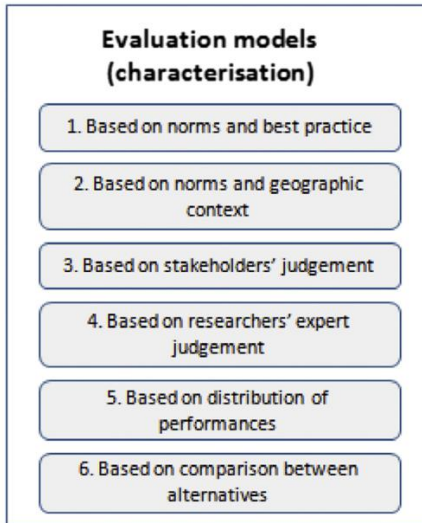 Evaluation models
(characterisation)
1. Based on norms and best practice
2. Based on norms and geographic
context
3. Based on stakeholders' judgement
4. Based on researchers' expert
judgement
5. Based on distribution of
performances
6. Based on comparison between
alternatives